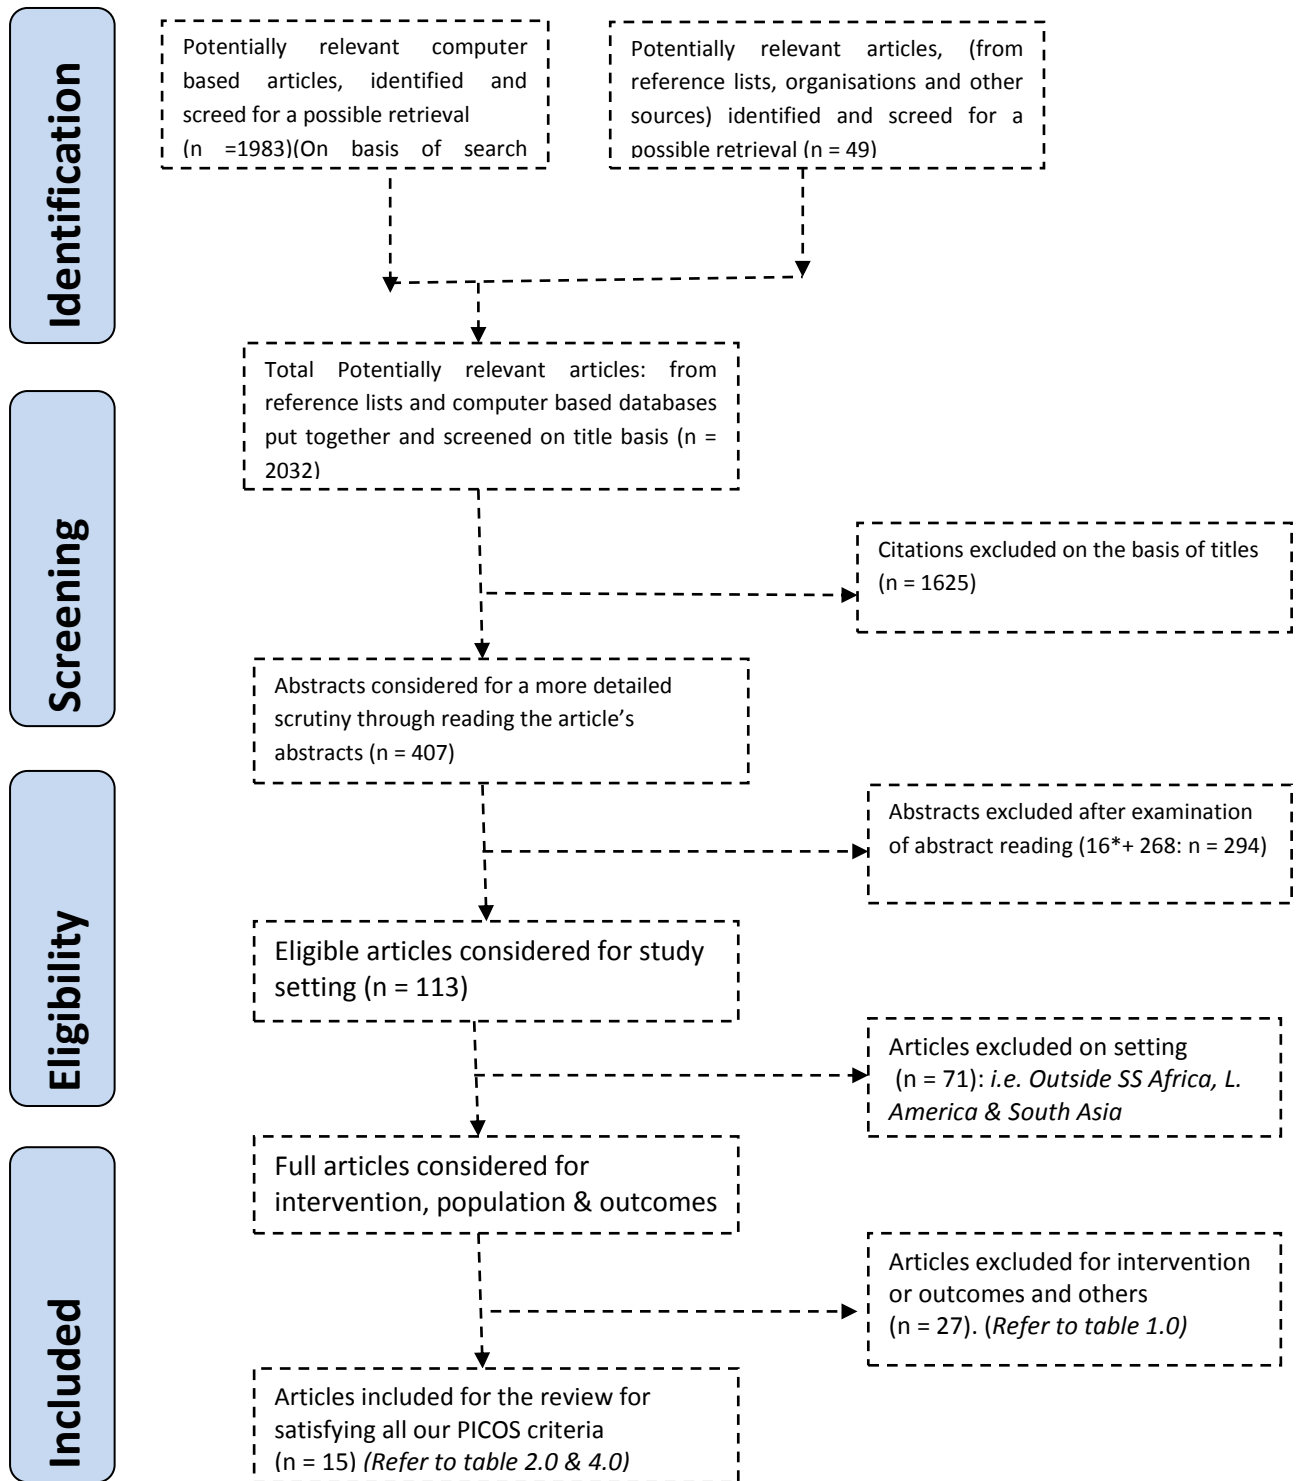 Identification
Potentially relevant computer
based articles, identified and
screed for a possible retrieval
(n =1983)(On basis of search
Potentially relevant articles, (from
reference lists, organisations and other
sources) identified and screed for a
possible retrieval (n = 49)
Total Potentially relevant articles: from
reference lists and computer based databases
put together and screened on title basis (n =
2032)
Screening
Citations excluded on the basis of titles
(n = 1625)
Abstracts considered for a more detailed
scrutiny through reading the article’s
abstracts (n = 407)
Eligibility
Abstracts excluded after examination
of abstract reading (16*+ 268: n = 294)
Eligible articles considered for study
setting (n = 113)
Articles excluded on setting
(n = 71): i.e. Outside SS Africa, L.
America & South Asia
Included
Full articles considered for
intervention, population & outcomes
Articles excluded for intervention
or outcomes and others
(n = 27). (Refer to table 1.0)
Articles included for the review for
satisfying all our PICOS criteria
(n = 15) (Refer to table 2.0 & 4.0)